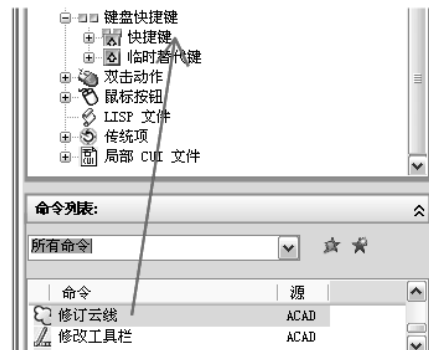 键盘快捷键
快捷键
临时替代键
双击动作
鼠标按钮
LISP 文件
传统项
局部 CUI 文件
命令列表:
所有命令
命令 源
修订云线 ACAD
修改工具栏 ACAD